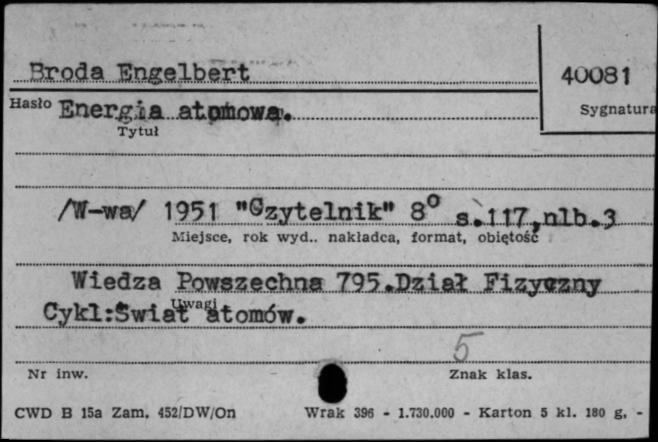 Broda Engelbert
40081
Hasło
Sygnatura
Energia atomowa.
Tytuł
/W-wa/ 1951 "Czytelnik" 8° s.117,nlb.3
Miejsce, rok wyd.. nakładca, format, objętość
Wiedza Powszechna 795.Dział Fizyczny
Uwagi
Cykl:Świat atomów.
5
Nr inw.
Znak klas.
CWD B 15a Zam. 452/DW/On
Wrak 396 - 1.730.000 - Karton 5 kl. 180 g. -